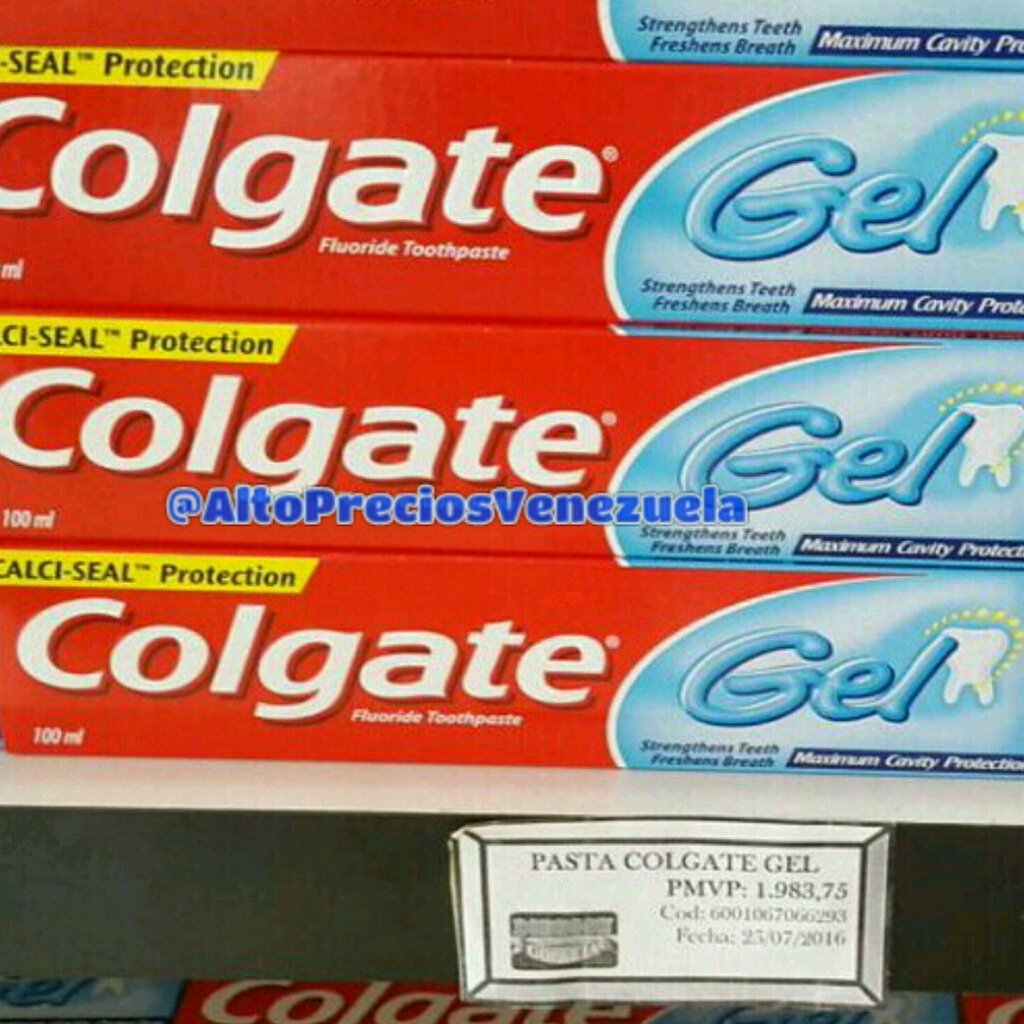 Strengthens Teeth
Freshens Breath
Maximum Cavity Pro
-SEAL™ Protection
Colgate®
Gel
Fluoride Toothpaste
ml
Strengthens Teeth
Freshens Breath
Maximum Cavity Prote
LCI-SEAL™ Protection
Colgate®
Gel
100 ml
@AltoPreciosVenezuela
Strengthens Teeth
Freshens Breath
Maximum Cavity Protectio
CALCI-SEAL™ Protection
Colgate®
Gel
Fluoride Toothpaste
100 ml
Strengthens Teeth
Freshens Breath
Maximum Cavity Protection
PASTA COLGATE GEL
PMVP: 1.983,75
Cod: 6001067066293
Fecha: 25/07/2016
Gel
Colgate